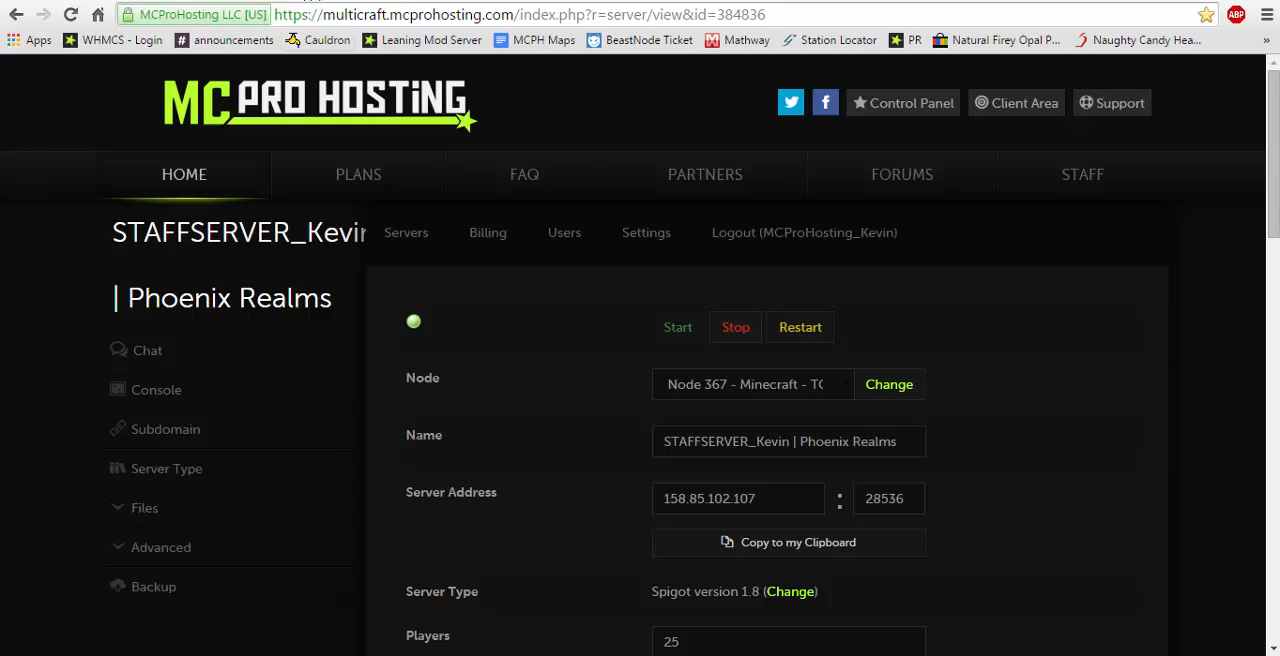 MCProHosting LLC [US] https://multicraft.mcprohosting.com/index.php?r=server/view&id=384836 ABP
Apps WHMCS - Login # announcements Cauldron Leaning Mod Server MCPH Maps BeastNode Ticket Mathway Station Locator PR Natural Firey Opal P... Naughty Candy Hea... »
MCPRO HOSTiNG
Control Panel Client Area Support
HOME PLANS FAQ PARTNERS FORUMS STAFF
STAFFSERVER_Kevin
| Phoenix Realms
Servers Billing Users Settings Logout (MCProHosting_Kevin)
Chat
Console
Subdomain
Server Type
Files
Advanced
Backup
Start Stop Restart
Node Node 367 - Minecraft - TC Change
Name STAFFSERVER_Kevin | Phoenix Realms
Server Address 158.85.102.107 : 28536
Copy to my Clipboard
Server Type Spigot version 1.8 (Change)
Players 25